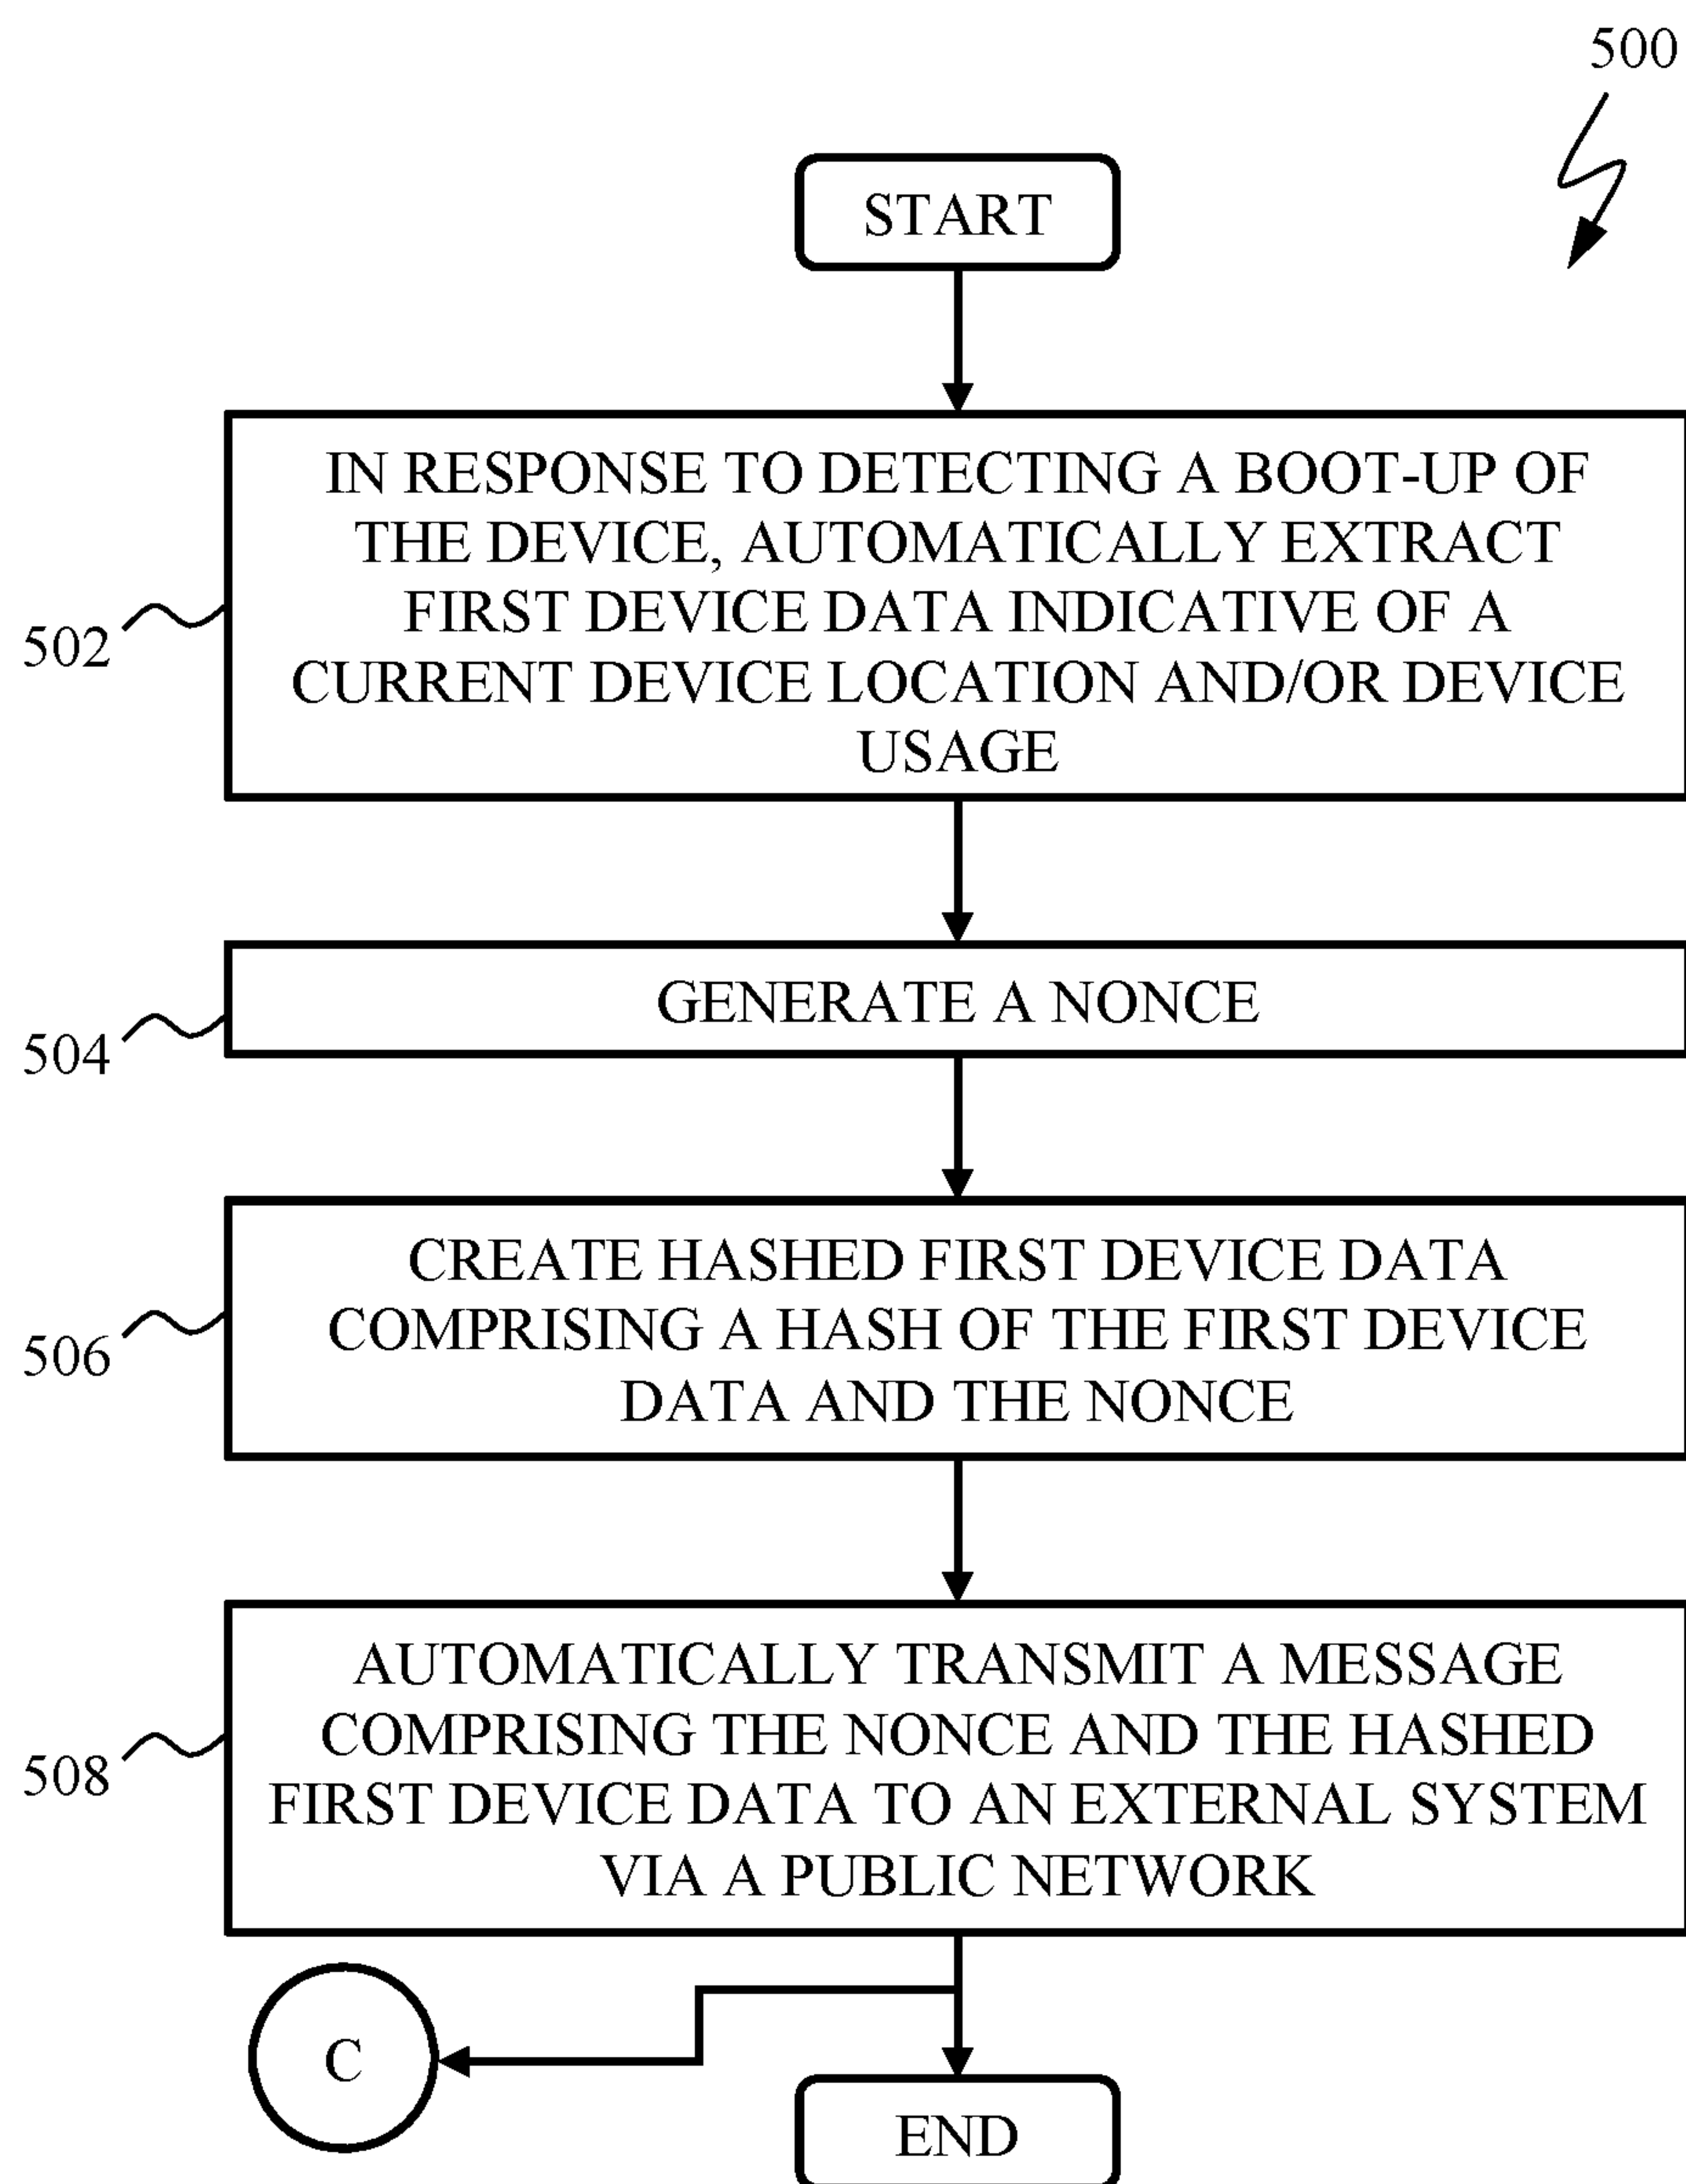 500
START
IN RESPONSE TO DETECTING A BOOT-UP OF
THE DEVICE, AUTOMATICALLY EXTRACT
FIRST DEVICE DATA INDICATIVE OF A
CURRENT DEVICE LOCATION AND/OR DEVICE
USAGE
502
GENERATE A NONCE
504
CREATE HASHED FIRST DEVICE DATA
COMPRISING A HASH OF THE FIRST DEVICE
DATA AND THE NONCE
506
AUTOMATICALLY TRANSMIT A MESSAGE
COMPRISING THE NONCE AND THE HASHED
FIRST DEVICE DATA TO AN EXTERNAL SYSTEM
VIA A PUBLIC NETWORK
508
C
END